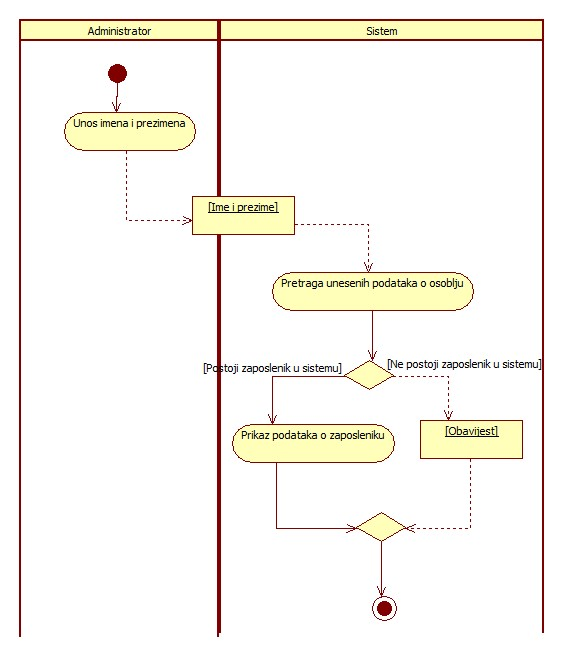 Administrator
Sistem
Unos imena i prezimena
[Ime i prezime]
Pretraga unesenih podataka o osoblju
[Postoji zaposlenik u sistemu]
[Ne postoji zaposlenik u sistemu]
Prikaz podataka o zaposleniku
[Obavijest]